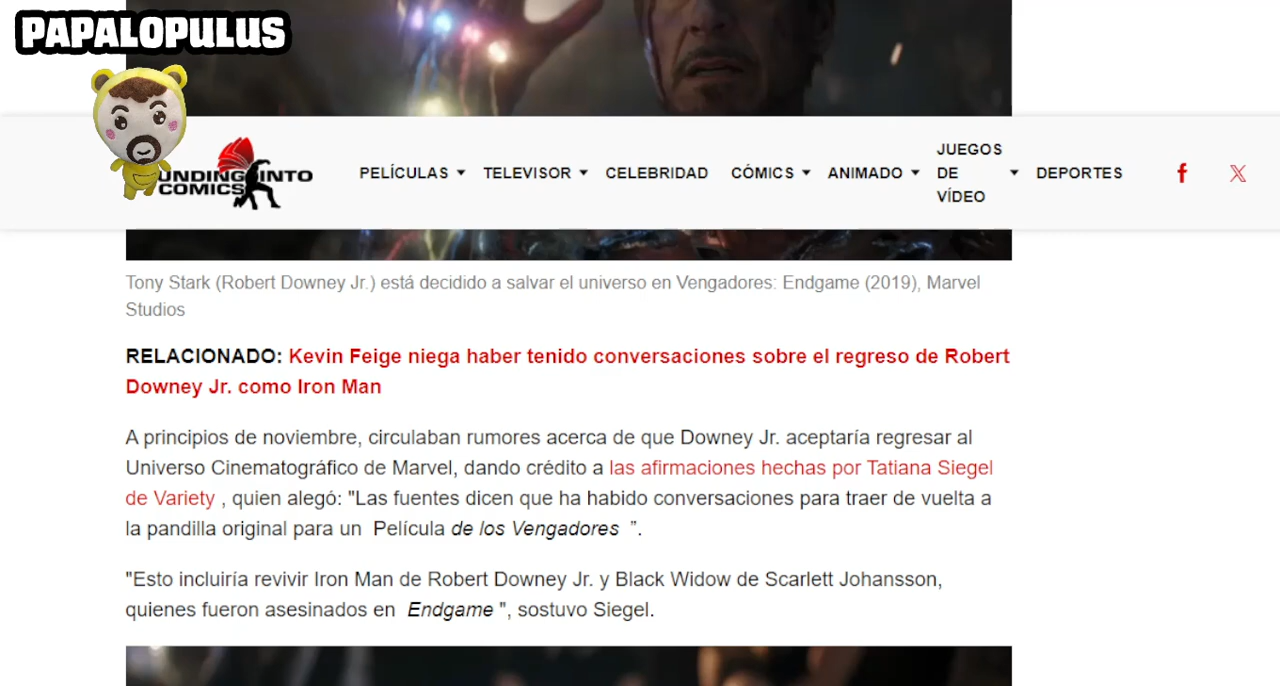 PAPALOPULUS
UNDING INTO
COMICS
PELÍCULAS
TELEVISOR
CELEBRIDAD
CÓMICS
ANIMADO
JUEGOS
DE
VÍDEO
DEPORTES
Tony Stark (Robert Downey Jr.) está decidido a salvar el universo en Vengadores: Endgame (2019), Marvel
Studios
RELACIONADO: Kevin Feige niega haber tenido conversaciones sobre el regreso de Robert
Downey Jr. como Iron Man
A principios de noviembre, circulaban rumores acerca de que Downey Jr. aceptaría regresar al
Universo Cinematográfico de Marvel, dando crédito a las afirmaciones hechas por Tatiana Siegel
de Variety , quien alegó: "Las fuentes dicen que ha habido conversaciones para traer de vuelta a
la pandilla original para un Película de los Vengadores ”.
"Esto incluiría revivir Iron Man de Robert Downey Jr. y Black Widow de Scarlett Johansson,
quienes fueron asesinados en Endgame ", sostuvo Siegel.